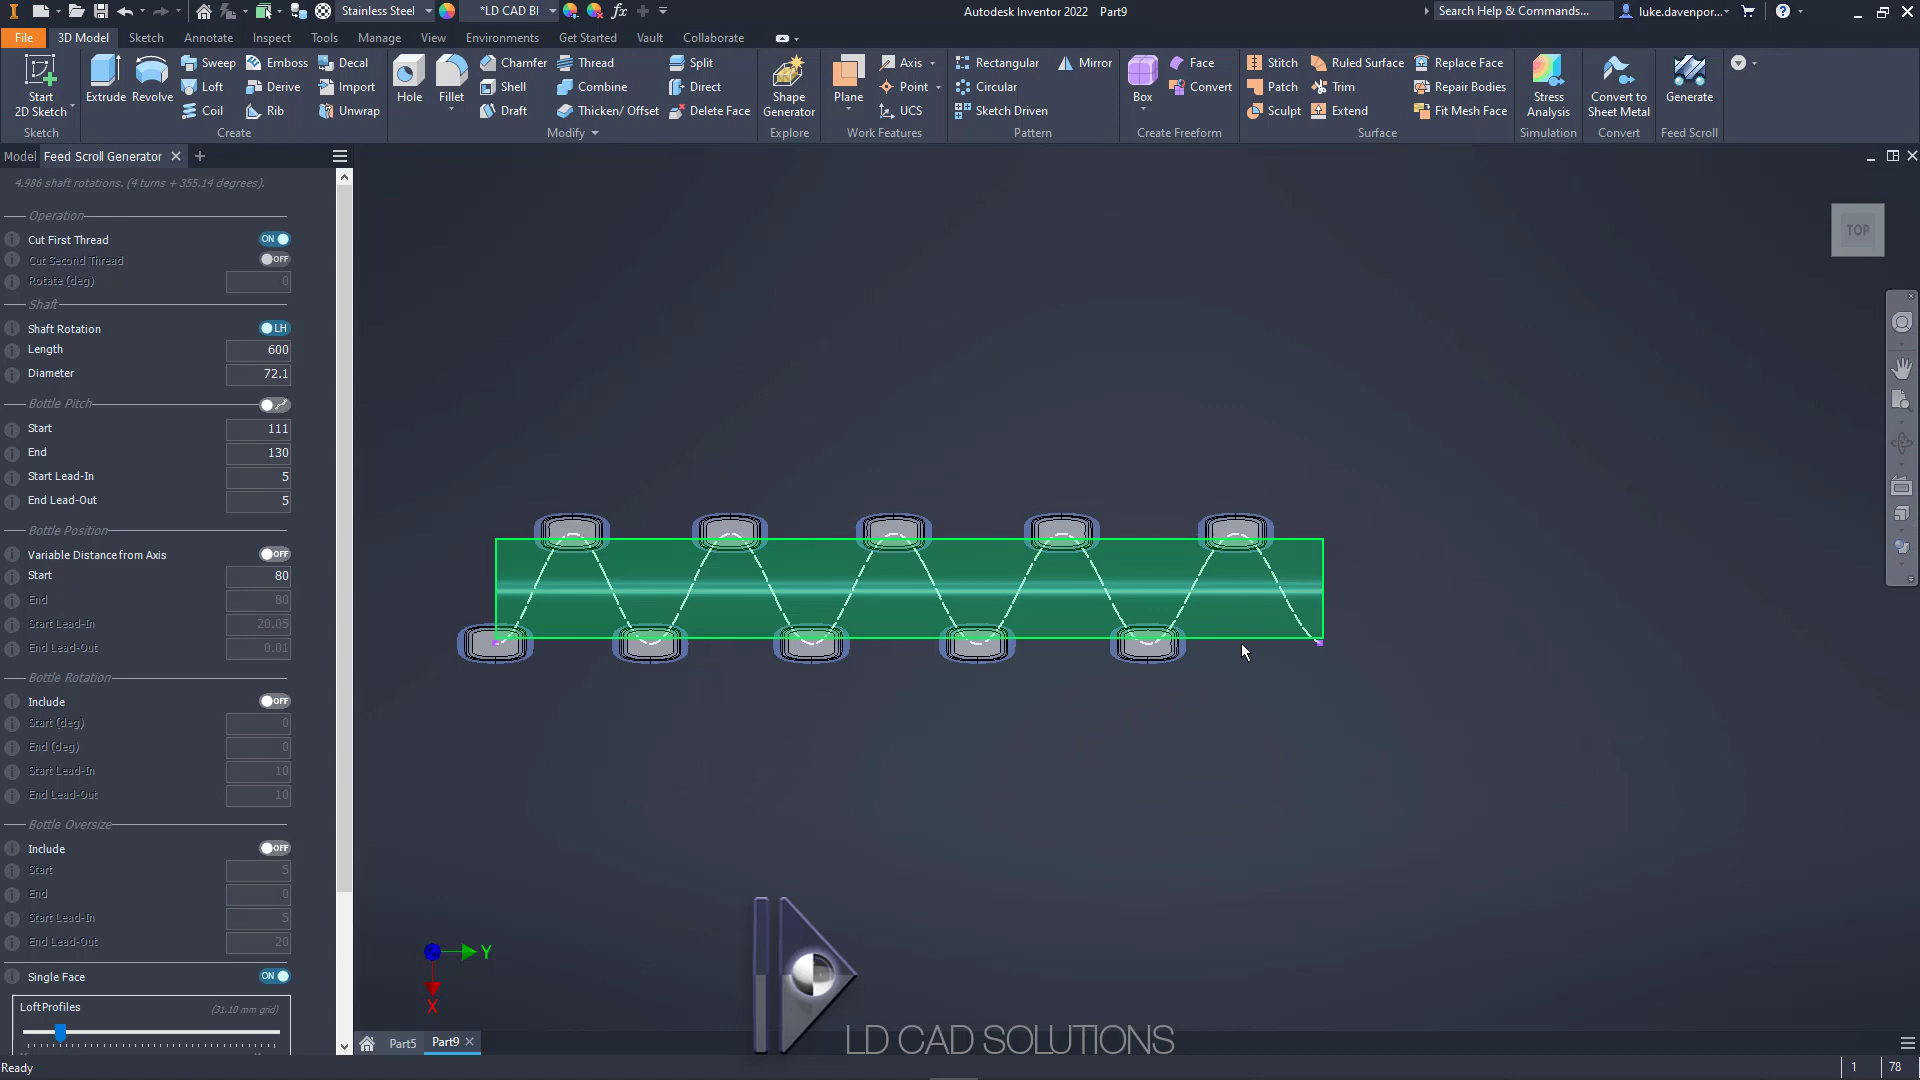 Stainless Steel
*LD CAD Bl
Autodesk Inventor 2022 Part9
Search Help & Commands...
luke.davenpor...
File 3D Model Sketch Annotate Inspect Tools Manage View Environments Get Started Vault Collaborate
Start
2D Sketch
Sketch
Extrude Revolve Sweep Loft Coil Emboss Derive Rib Decal Import Unwrap
Create
Hole Fillet Chamfer Shell Draft Thread Combine Thicken/ Offset Split Direct Delete Face
Modify
Shape
Generator
Explore
Plane Axis Point UCS
Work Features
Rectangular Circular Sketch Driven Mirror
Pattern
Box Face Convert
Create Freeform
Stitch Patch Sculpt Ruled Surface Trim Extend Replace Face Repair Bodies Fit Mesh Face
Surface
Stress
Analysis
Simulation
Convert to
Sheet Metal
Convert
Generate
Feed Scroll
Model Feed Scroll Generator
4.986 shaft rotations. (4 turns + 355.14 degrees).
Operation
Cut First Thread ON
Cut Second Thread OFF
Rotate (deg) 0
Shaft
Shaft Rotation LH
Length 600
Diameter 72.1
Bottle Pitch
Start 111
End 130
Start Lead-In 5
End Lead-Out 5
Bottle Position
Variable Distance from Axis OFF
Start 80
End 80
Start Lead-In 20.05
End Lead-Out 0.01
Bottle Rotation
Include OFF
Start (deg) 0
End (deg) 0
Start Lead-In 10
End Lead-Out 10
Bottle Oversize
Include OFF
Start 5
End 0
Start Lead-In 5
End Lead-Out 20
Single Face ON
Loft Profiles (31.10 mm grid)
TOP
Y
X
LD CAD SOLUTIONS
Part5 Part9
Ready
1 78